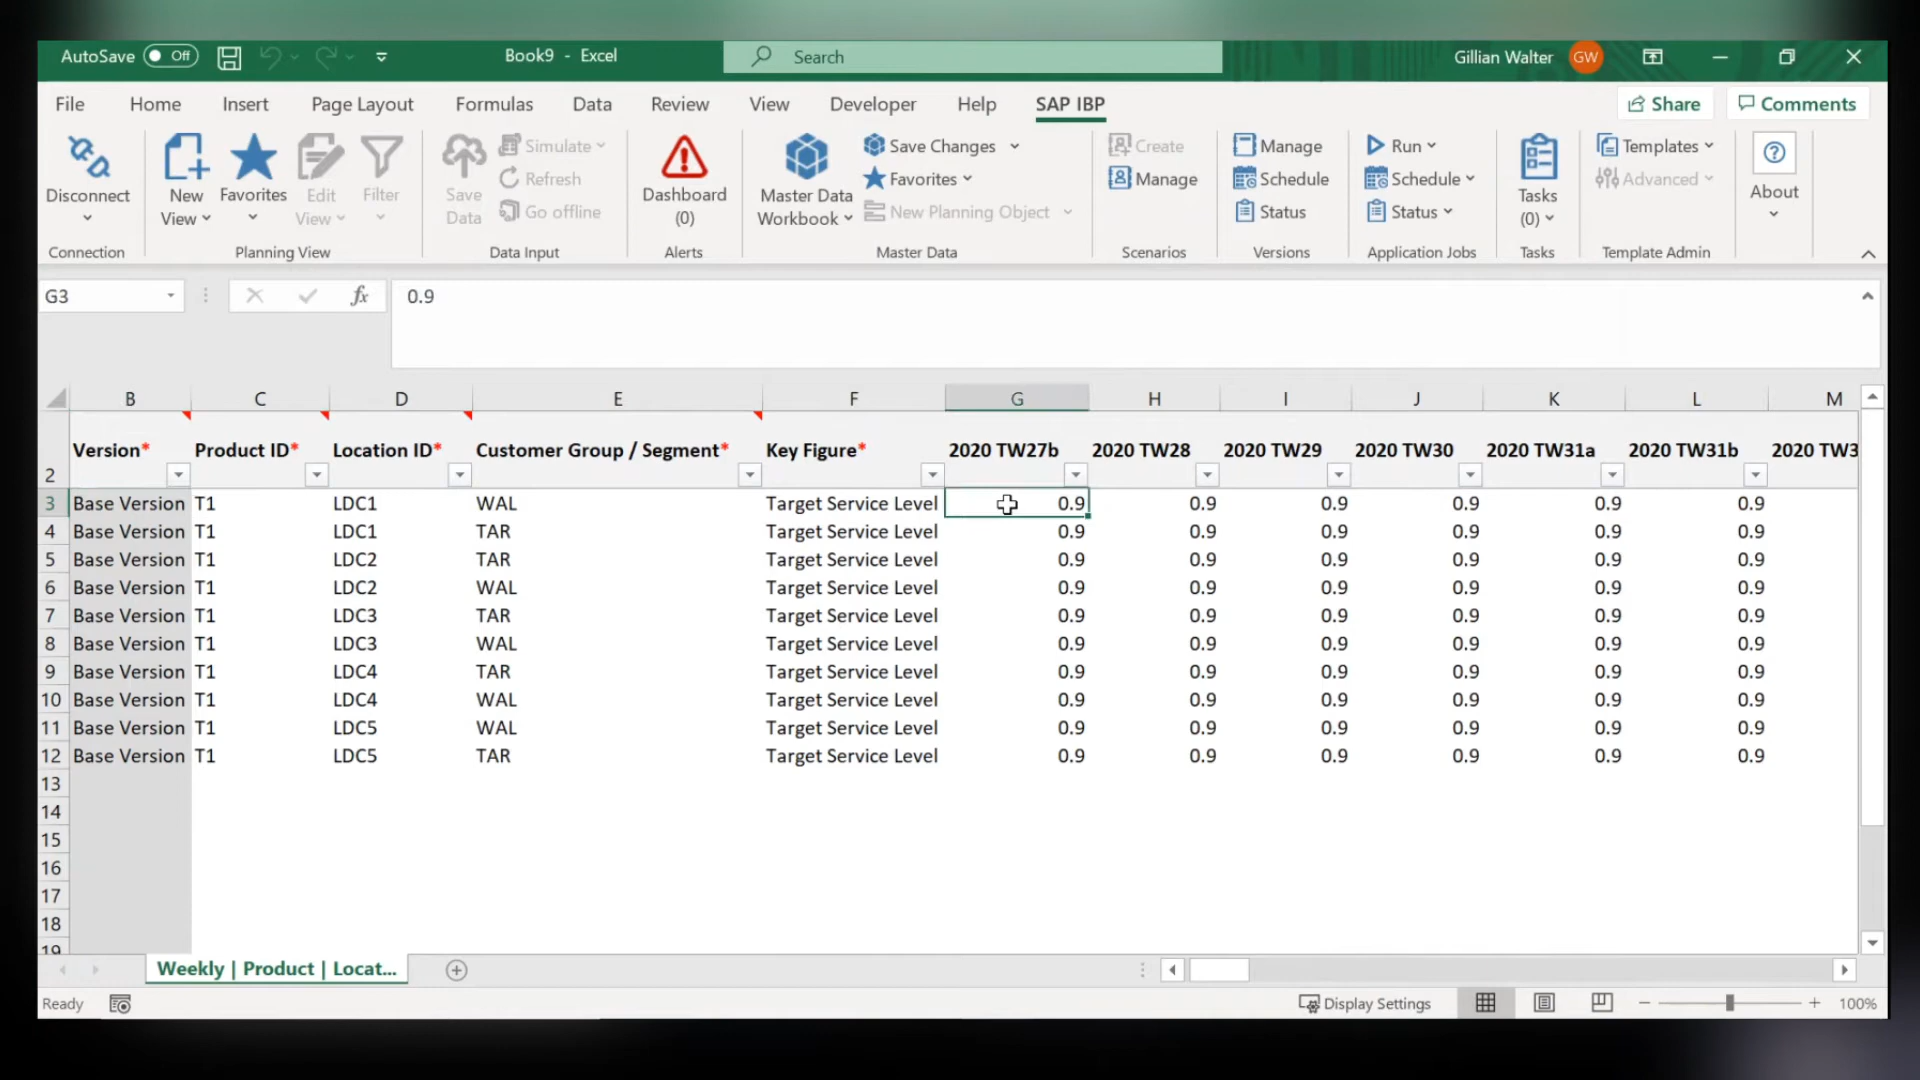 AutoSave Off Book9 - Excel Search Gillian Walter GW
File Home Insert Page Layout Formulas Data Review View Developer Help SAP IBP Share Comments
Disconnect
New View
Favorites
Edit View
Filter
Save Data
Simulate
Refresh
Go offline
Dashboard (0)
Master Data Workbook
Save Changes
Favorites
New Planning Object
Create
Manage
Manage
Schedule
Status
Run
Schedule
Status
Tasks (0)
Templates
Advanced
About
Connection Planning View Data Input Alerts Master Data Scenarios Versions Application Jobs Tasks Template Admin
G3 fx 0.9
B C D E F G H I J K L M
2 Version* Product ID* Location ID* Customer Group / Segment* Key Figure* 2020 TW27b 2020 TW28 2020 TW29 2020 TW30 2020 TW31a 2020 TW31b 2020 TW3
3 Base Version T1 LDC1 WAL Target Service Level 0.9 0.9 0.9 0.9 0.9 0.9
4 Base Version T1 LDC1 TAR Target Service Level 0.9 0.9 0.9 0.9 0.9 0.9
5 Base Version T1 LDC2 TAR Target Service Level 0.9 0.9 0.9 0.9 0.9 0.9
6 Base Version T1 LDC2 WAL Target Service Level 0.9 0.9 0.9 0.9 0.9 0.9
7 Base Version T1 LDC3 TAR Target Service Level 0.9 0.9 0.9 0.9 0.9 0.9
8 Base Version T1 LDC3 WAL Target Service Level 0.9 0.9 0.9 0.9 0.9 0.9
9 Base Version T1 LDC4 TAR Target Service Level 0.9 0.9 0.9 0.9 0.9 0.9
10 Base Version T1 LDC4 WAL Target Service Level 0.9 0.9 0.9 0.9 0.9 0.9
11 Base Version T1 LDC5 WAL Target Service Level 0.9 0.9 0.9 0.9 0.9 0.9
12 Base Version T1 LDC5 TAR Target Service Level 0.9 0.9 0.9 0.9 0.9 0.9
13
14
15
16
17
18
19
Weekly | Product | Locat...
Ready Display Settings 100%